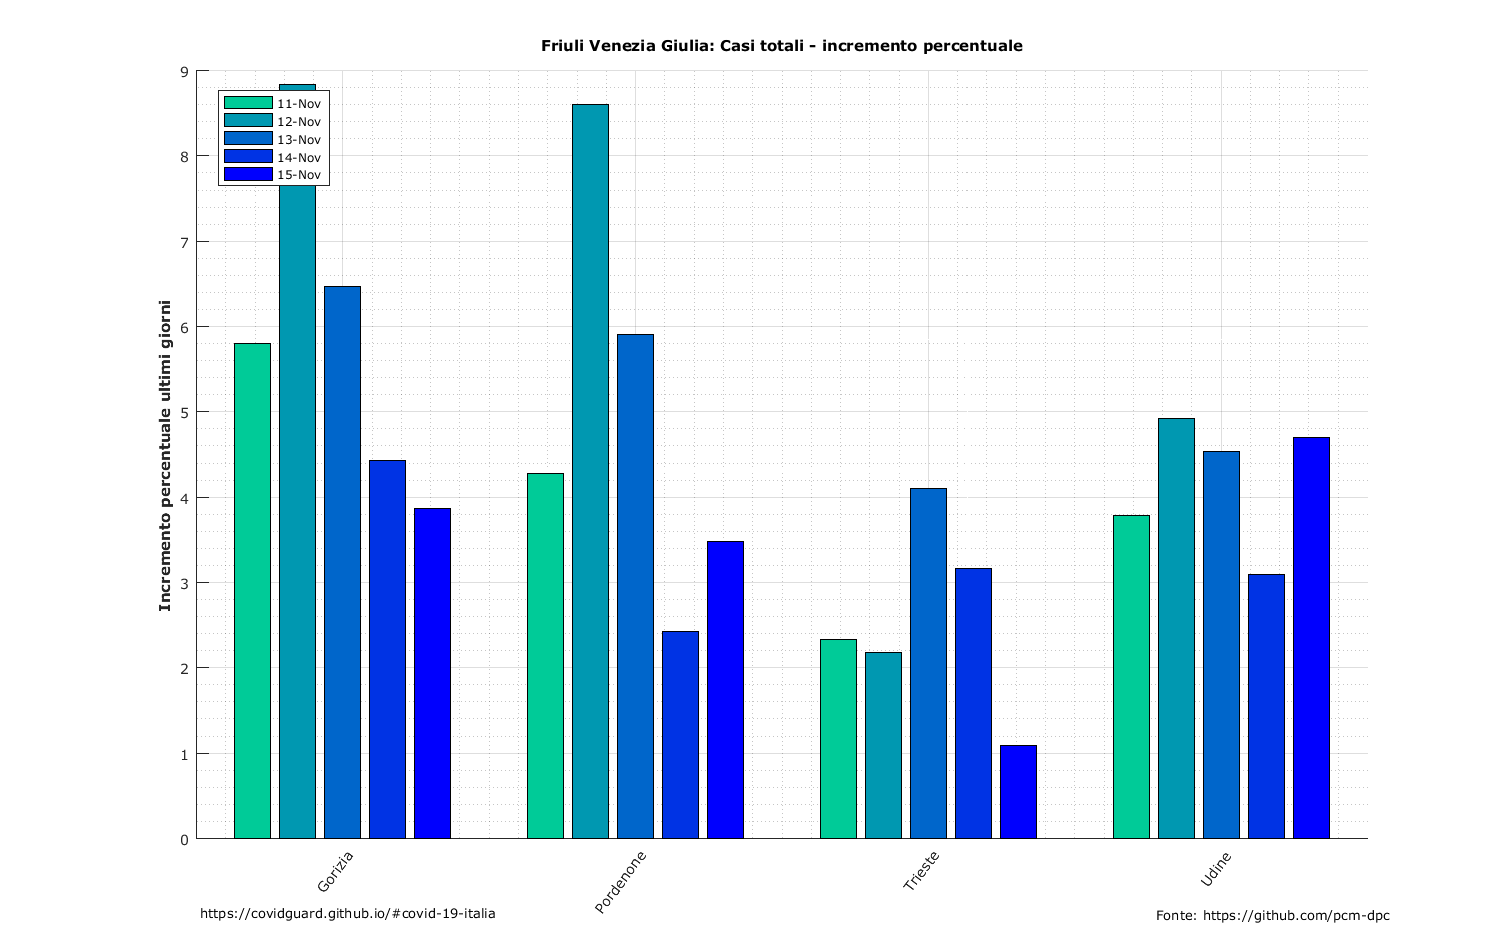 Friuli Venezia Giulia: Casi totali - incremento percentuale
Incremento percentuale ultimi giorni
9
8
7
6
5
4
3
2
1
0
11-Nov
12-Nov
13-Nov
14-Nov
15-Nov
Gorizia
Pordenone
Trieste
Udine
https://covidguard.github.io/#covid-19-italia
Fonte: https://github.com/pcm-dpc